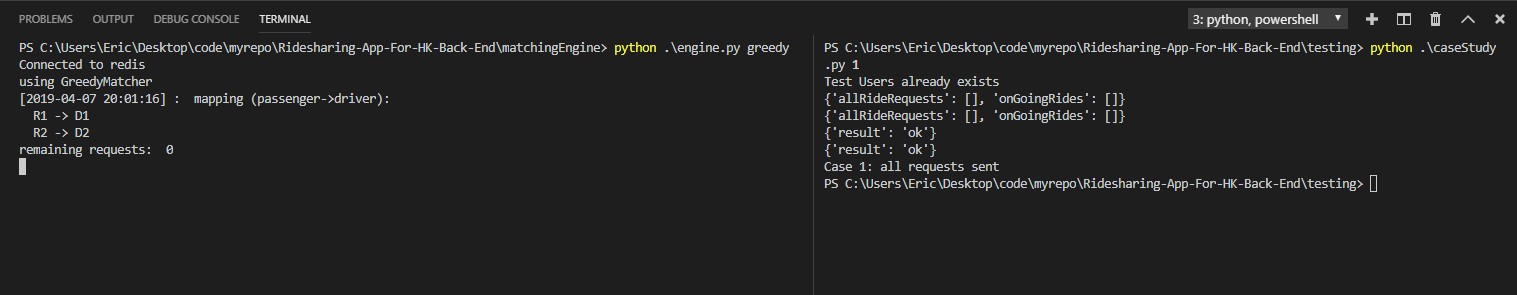 PROBLEMS OUTPUT DEBUG CONSOLE TERMINAL 3: python, powershell
PS C:\Users\Eric\Desktop\code\myrepo\Ridesharing-App-For-HK-Back-End\matchingEngine> python .\engine.py greedy
Connected to redis
using GreedyMatcher
[2019-04-07 20:01:16] :  mapping (passenger->driver):
  R1 -> D1
  R2 -> D2
remaining requests:  0
PS C:\Users\Eric\Desktop\code\myrepo\Ridesharing-App-For-HK-Back-End\testing> python .\caseStudy
.py 1
Test Users already exists
{'allRideRequests': [], 'onGoingRides': []}
{'allRideRequests': [], 'onGoingRides': []}
{'result': 'ok'}
{'result': 'ok'}
Case 1: all requests sent
PS C:\Users\Eric\Desktop\code\myrepo\Ridesharing-App-For-HK-Back-End\testing>